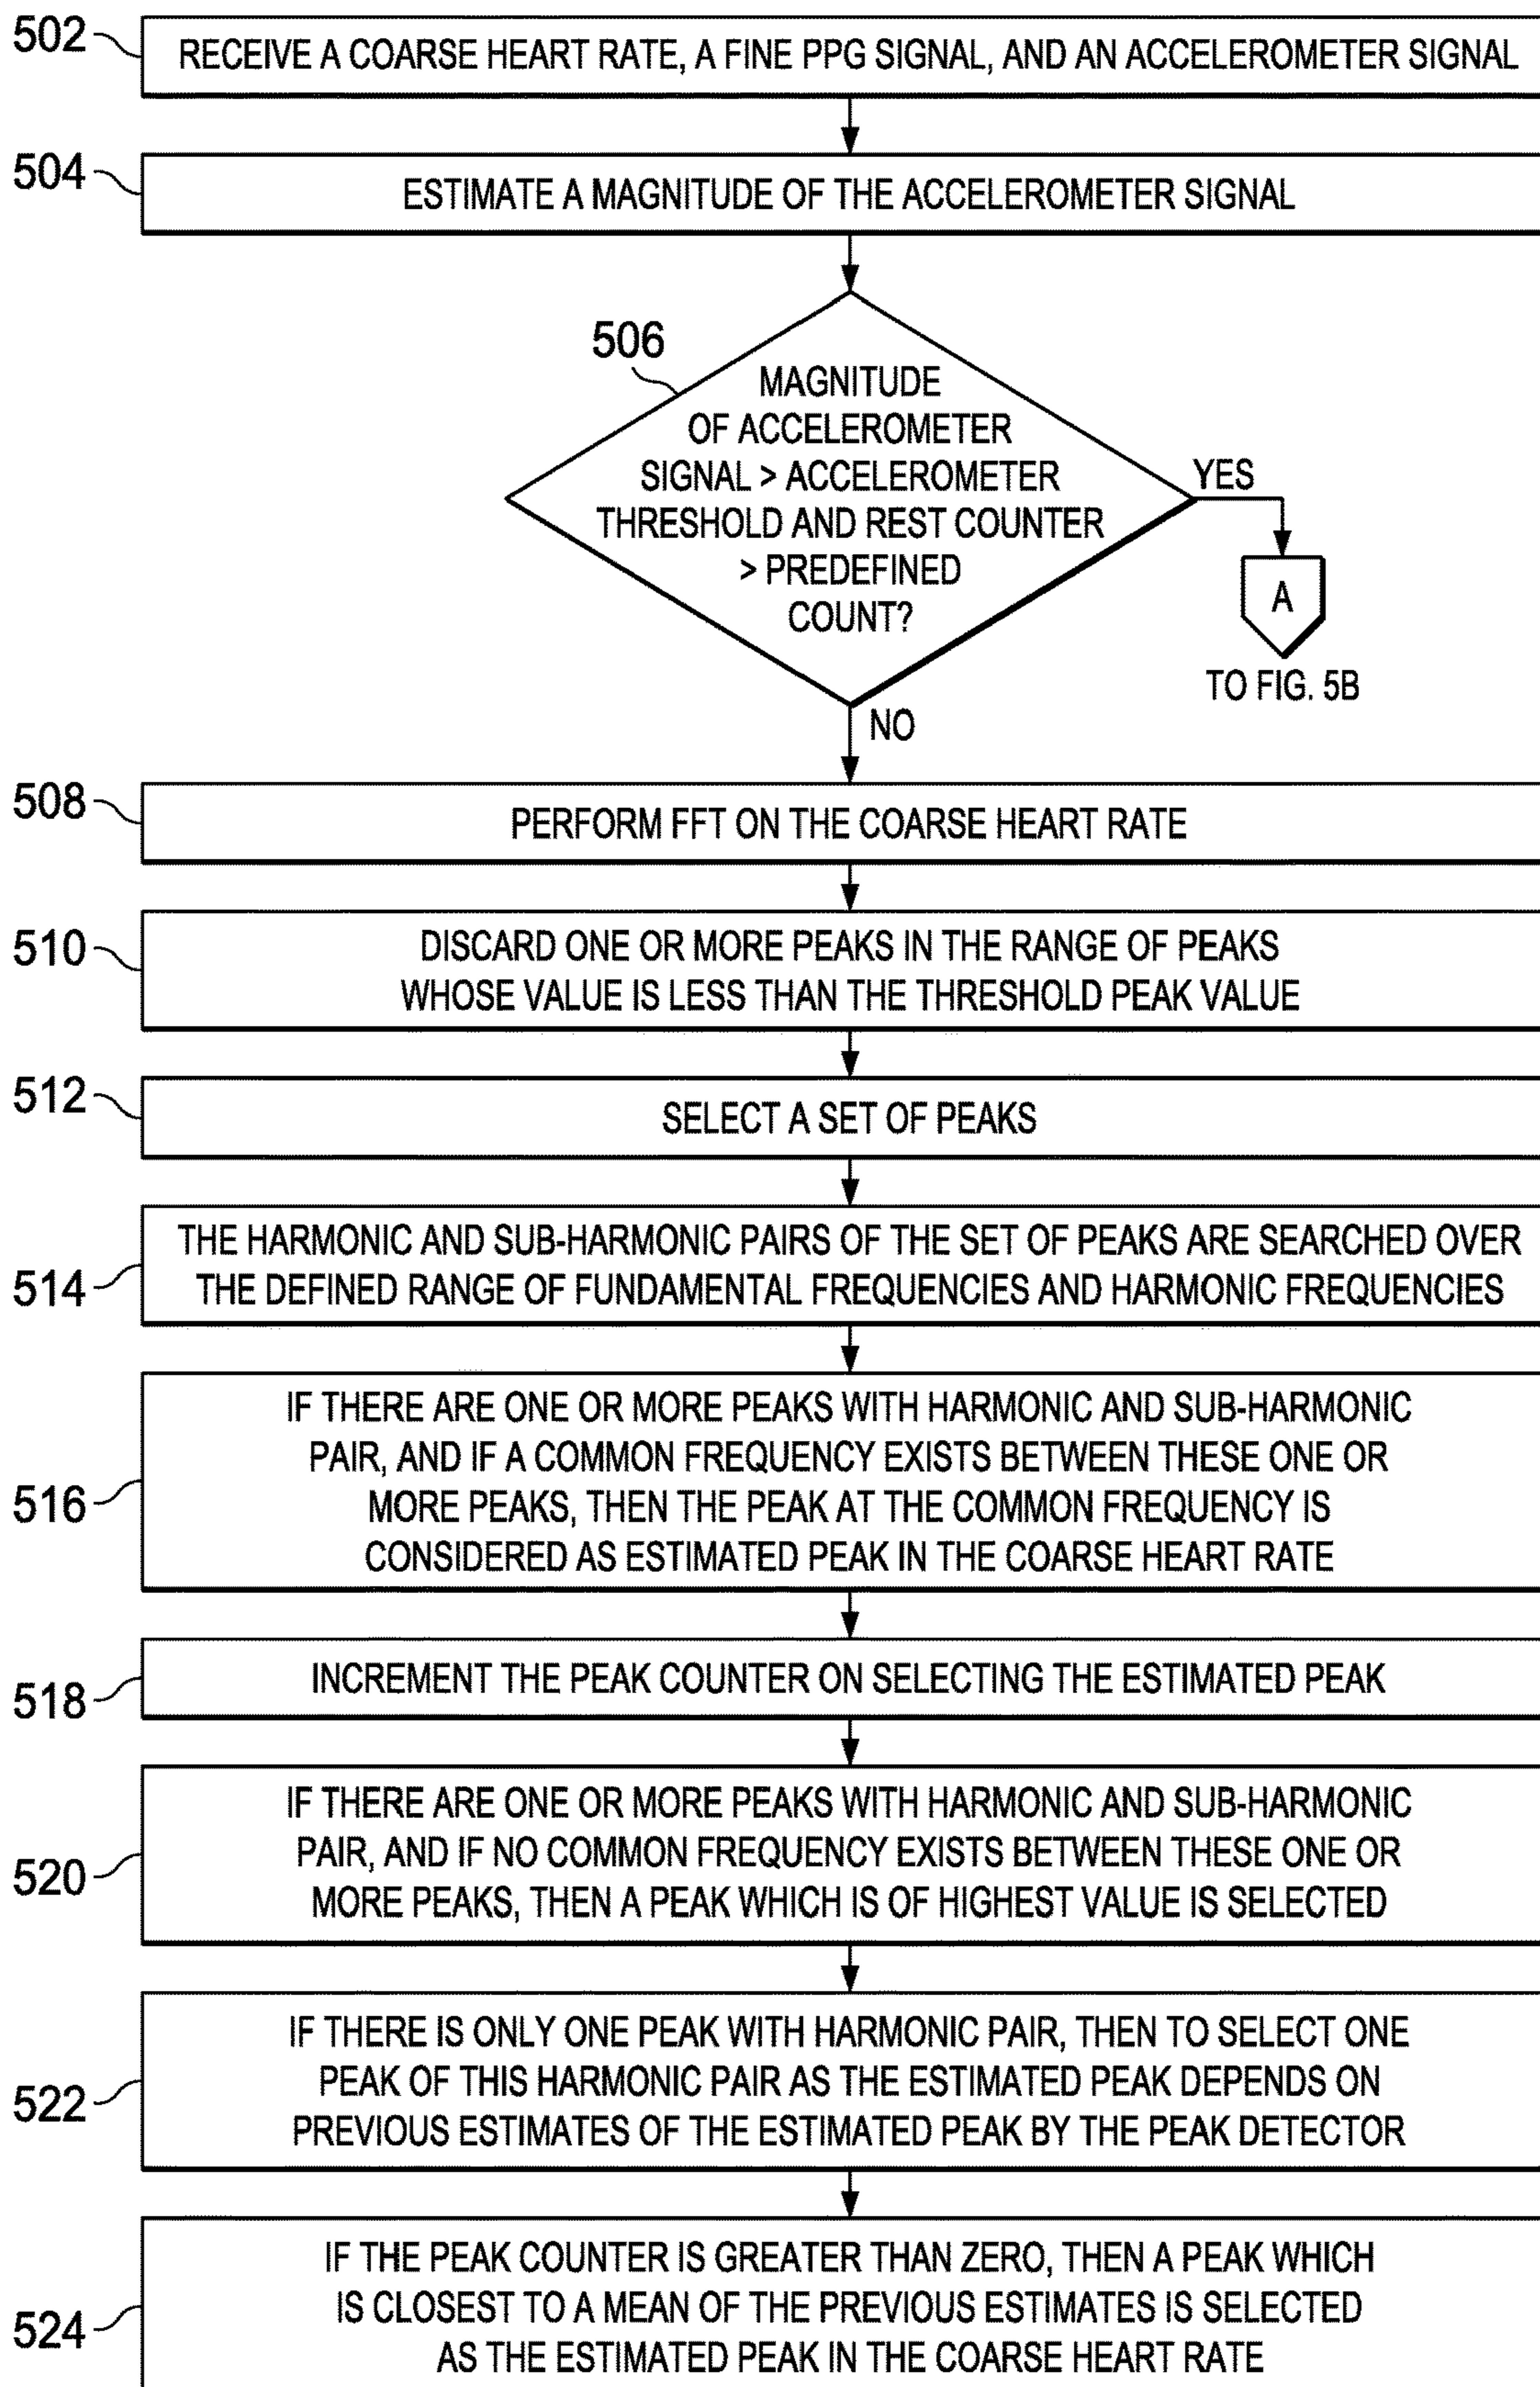 502
RECEIVE A COARSE HEART RATE, A FINE PPG SIGNAL, AND AN ACCELEROMETER SIGNAL
504
ESTIMATE A MAGNITUDE OF THE ACCELEROMETER SIGNAL
506
MAGNITUDE
OF ACCELEROMETER
SIGNAL > ACCELEROMETER
THRESHOLD AND REST COUNTER
> PREDEFINED
COUNT?
YES
A
TO FIG. 5B
NO
508
PERFORM FFT ON THE COARSE HEART RATE
510
DISCARD ONE OR MORE PEAKS IN THE RANGE OF PEAKS
WHOSE VALUE IS LESS THAN THE THRESHOLD PEAK VALUE
512
SELECT A SET OF PEAKS
514
THE HARMONIC AND SUB-HARMONIC PAIRS OF THE SET OF PEAKS ARE SEARCHED OVER
THE DEFINED RANGE OF FUNDAMENTAL FREQUENCIES AND HARMONIC FREQUENCIES
516
IF THERE ARE ONE OR MORE PEAKS WITH HARMONIC AND SUB-HARMONIC
PAIR, AND IF A COMMON FREQUENCY EXISTS BETWEEN THESE ONE OR
MORE PEAKS, THEN THE PEAK AT THE COMMON FREQUENCY IS
CONSIDERED AS ESTIMATED PEAK IN THE COARSE HEART RATE
518
INCREMENT THE PEAK COUNTER ON SELECTING THE ESTIMATED PEAK
520
IF THERE ARE ONE OR MORE PEAKS WITH HARMONIC AND SUB-HARMONIC
PAIR, AND IF NO COMMON FREQUENCY EXISTS BETWEEN THESE ONE OR
MORE PEAKS, THEN A PEAK WHICH IS OF HIGHEST VALUE IS SELECTED
522
IF THERE IS ONLY ONE PEAK WITH HARMONIC PAIR, THEN TO SELECT ONE
PEAK OF THIS HARMONIC PAIR AS THE ESTIMATED PEAK DEPENDS ON
PREVIOUS ESTIMATES OF THE ESTIMATED PEAK BY THE PEAK DETECTOR
524
IF THE PEAK COUNTER IS GREATER THAN ZERO, THEN A PEAK WHICH
IS CLOSEST TO A MEAN OF THE PREVIOUS ESTIMATES IS SELECTED
AS THE ESTIMATED PEAK IN THE COARSE HEART RATE